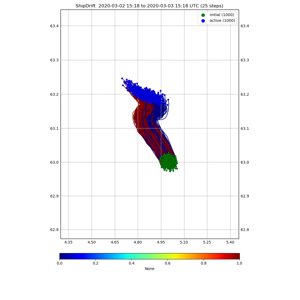 ShipDrift 2020-03-02 15:18 to 2020-03-03 15:18 UTC (25 steps)
initial (1000)
active (1000)
63.4
63.3
63.2
63.1
63.0
62.9
62.8
4.35 4.50 4.65 4.80 4.95 5.10 5.25 5.40
0.0 0.2 0.4 0.6 0.8 1.0
None